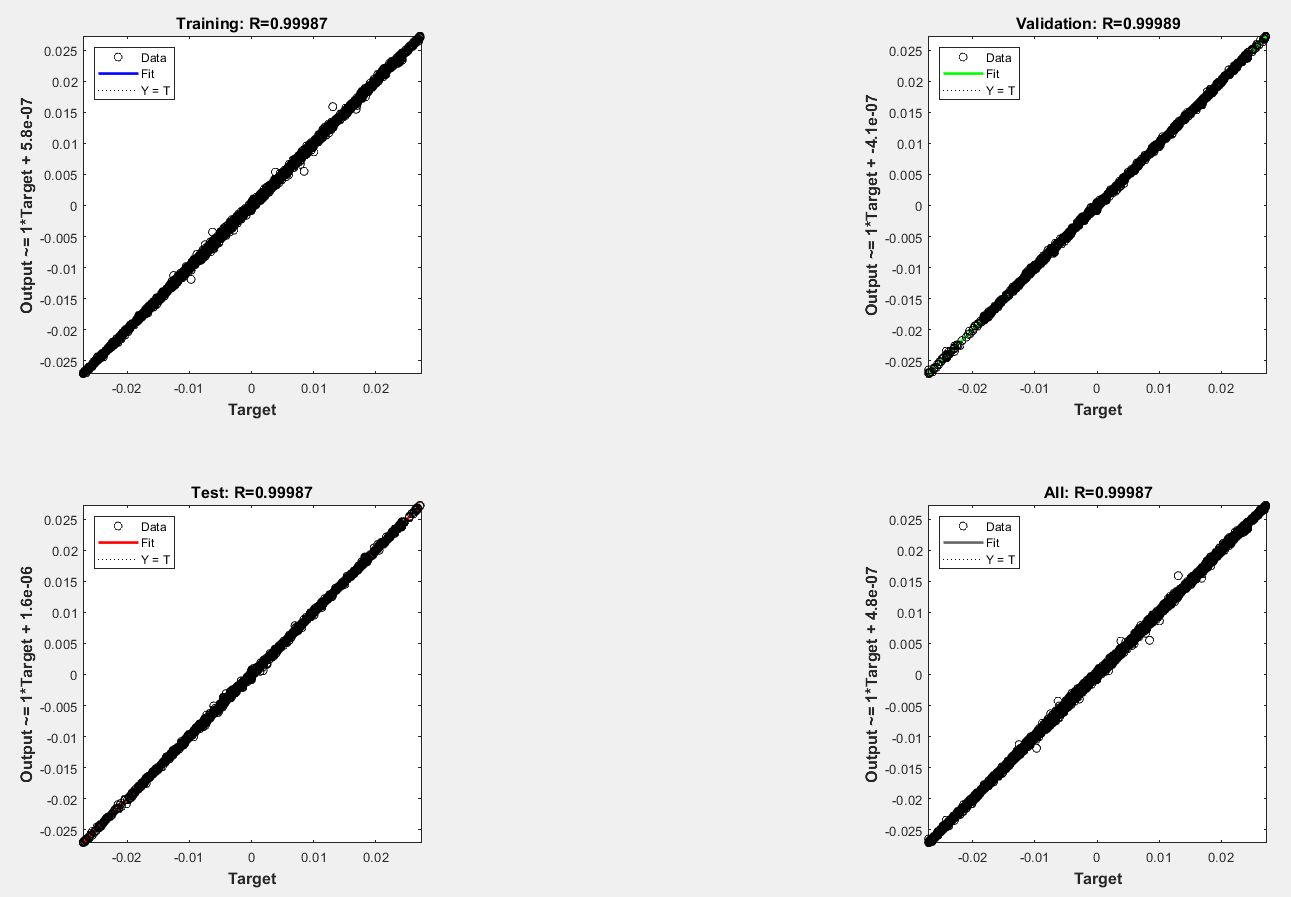 Training: R=0.99987
Output ~= 1*Target + 5.8e-07
0.025
0.02
0.015
0.01
0.005
0
-0.005
-0.01
-0.015
-0.02
-0.025
Data
Fit
Y = T
-0.02 -0.01 0 0.01 0.02
Target
Validation: R=0.99989
Output ~= 1*Target + -4.1e-07
0.025
0.02
0.015
0.01
0.005
0
-0.005
-0.01
-0.015
-0.02
-0.025
Data
Fit
Y = T
-0.02 -0.01 0 0.01 0.02
Target
Test: R=0.99987
Output ~= 1*Target + 1.6e-06
0.025
0.02
0.015
0.01
0.005
0
-0.005
-0.01
-0.015
-0.02
-0.025
Data
Fit
Y = T
-0.02 -0.01 0 0.01 0.02
Target
All: R=0.99987
Output ~= 1*Target + 4.8e-07
0.025
0.02
0.015
0.01
0.005
0
-0.005
-0.01
-0.015
-0.02
-0.025
Data
Fit
Y = T
-0.02 -0.01 0 0.01 0.02
Target